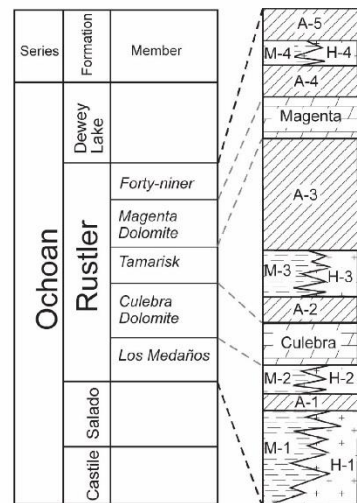 Series
Formation
Member
Ochoan
Dewey
Lake
Rustler
Salado
Castile
Forty-niner
Magenta
Dolomite
Tamarisk
Culebra
Dolomite
Los Medaños
A-5
M-4 H-4
A-4
Magenta
A-3
M-3 H-3
A-2
Culebra
M-2 H-2
A-1
M-1 H-1